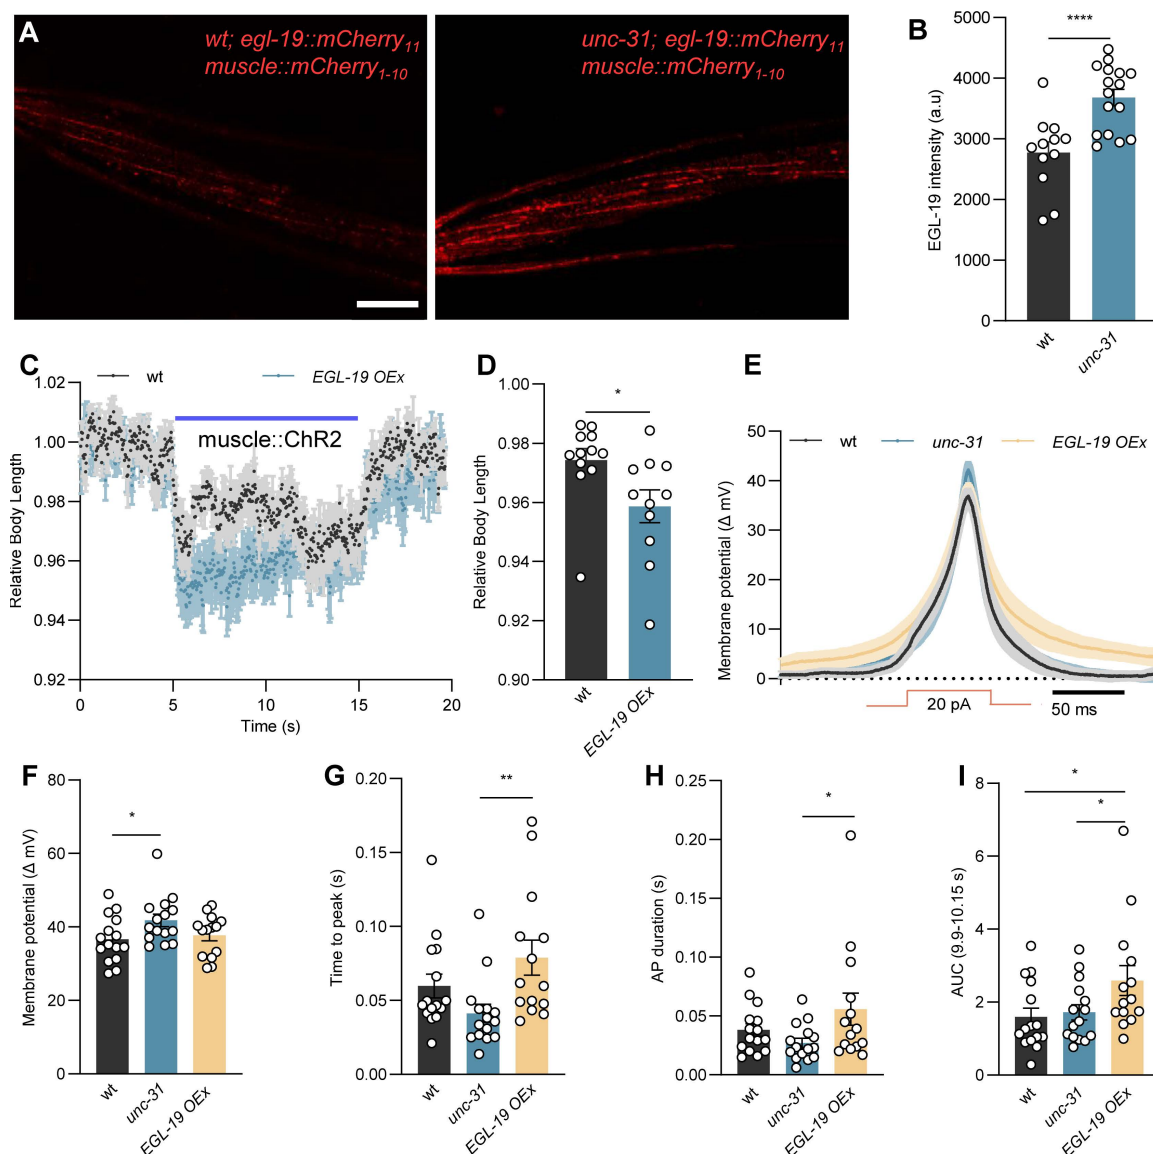 A
wt; egl-19::mCherry11
muscle::mCherry1-10
unc-31; egl-19::mCherry11
muscle::mCherry1-10
B
****
EGL-19 intensity (a.u)
5000
4000
3000
2000
1000
0
wt
unc-31
C
wt
EGL-19 OEx
muscle::ChR2
Relative Body Length
1.02
1.00
0.98
0.96
0.94
0.92
0
5
10
15
20
Time (s)
D
*
Relative Body Length
1.00
0.98
0.96
0.94
0.92
0.90
wt
EGL-19 OEx
E
wt
unc-31
EGL-19 OEx
Membrane potential (Δ mV)
50
40
30
20
10
0
20 pA
50 ms
F
*
Membrane potential (Δ mV)
80
60
40
20
0
wt
unc-31
EGL-19 OEx
G
**
Time to peak (s)
0.20
0.15
0.10
0.05
0.00
wt
unc-31
EGL-19 OEx
H
*
AP duration (s)
0.25
0.20
0.15
0.10
0.05
0.00
wt
unc-31
EGL-19 OEx
I
*
*
AUC (9.9-10.15 s)
8
6
4
2
0
wt
unc-31
EGL-19 OEx